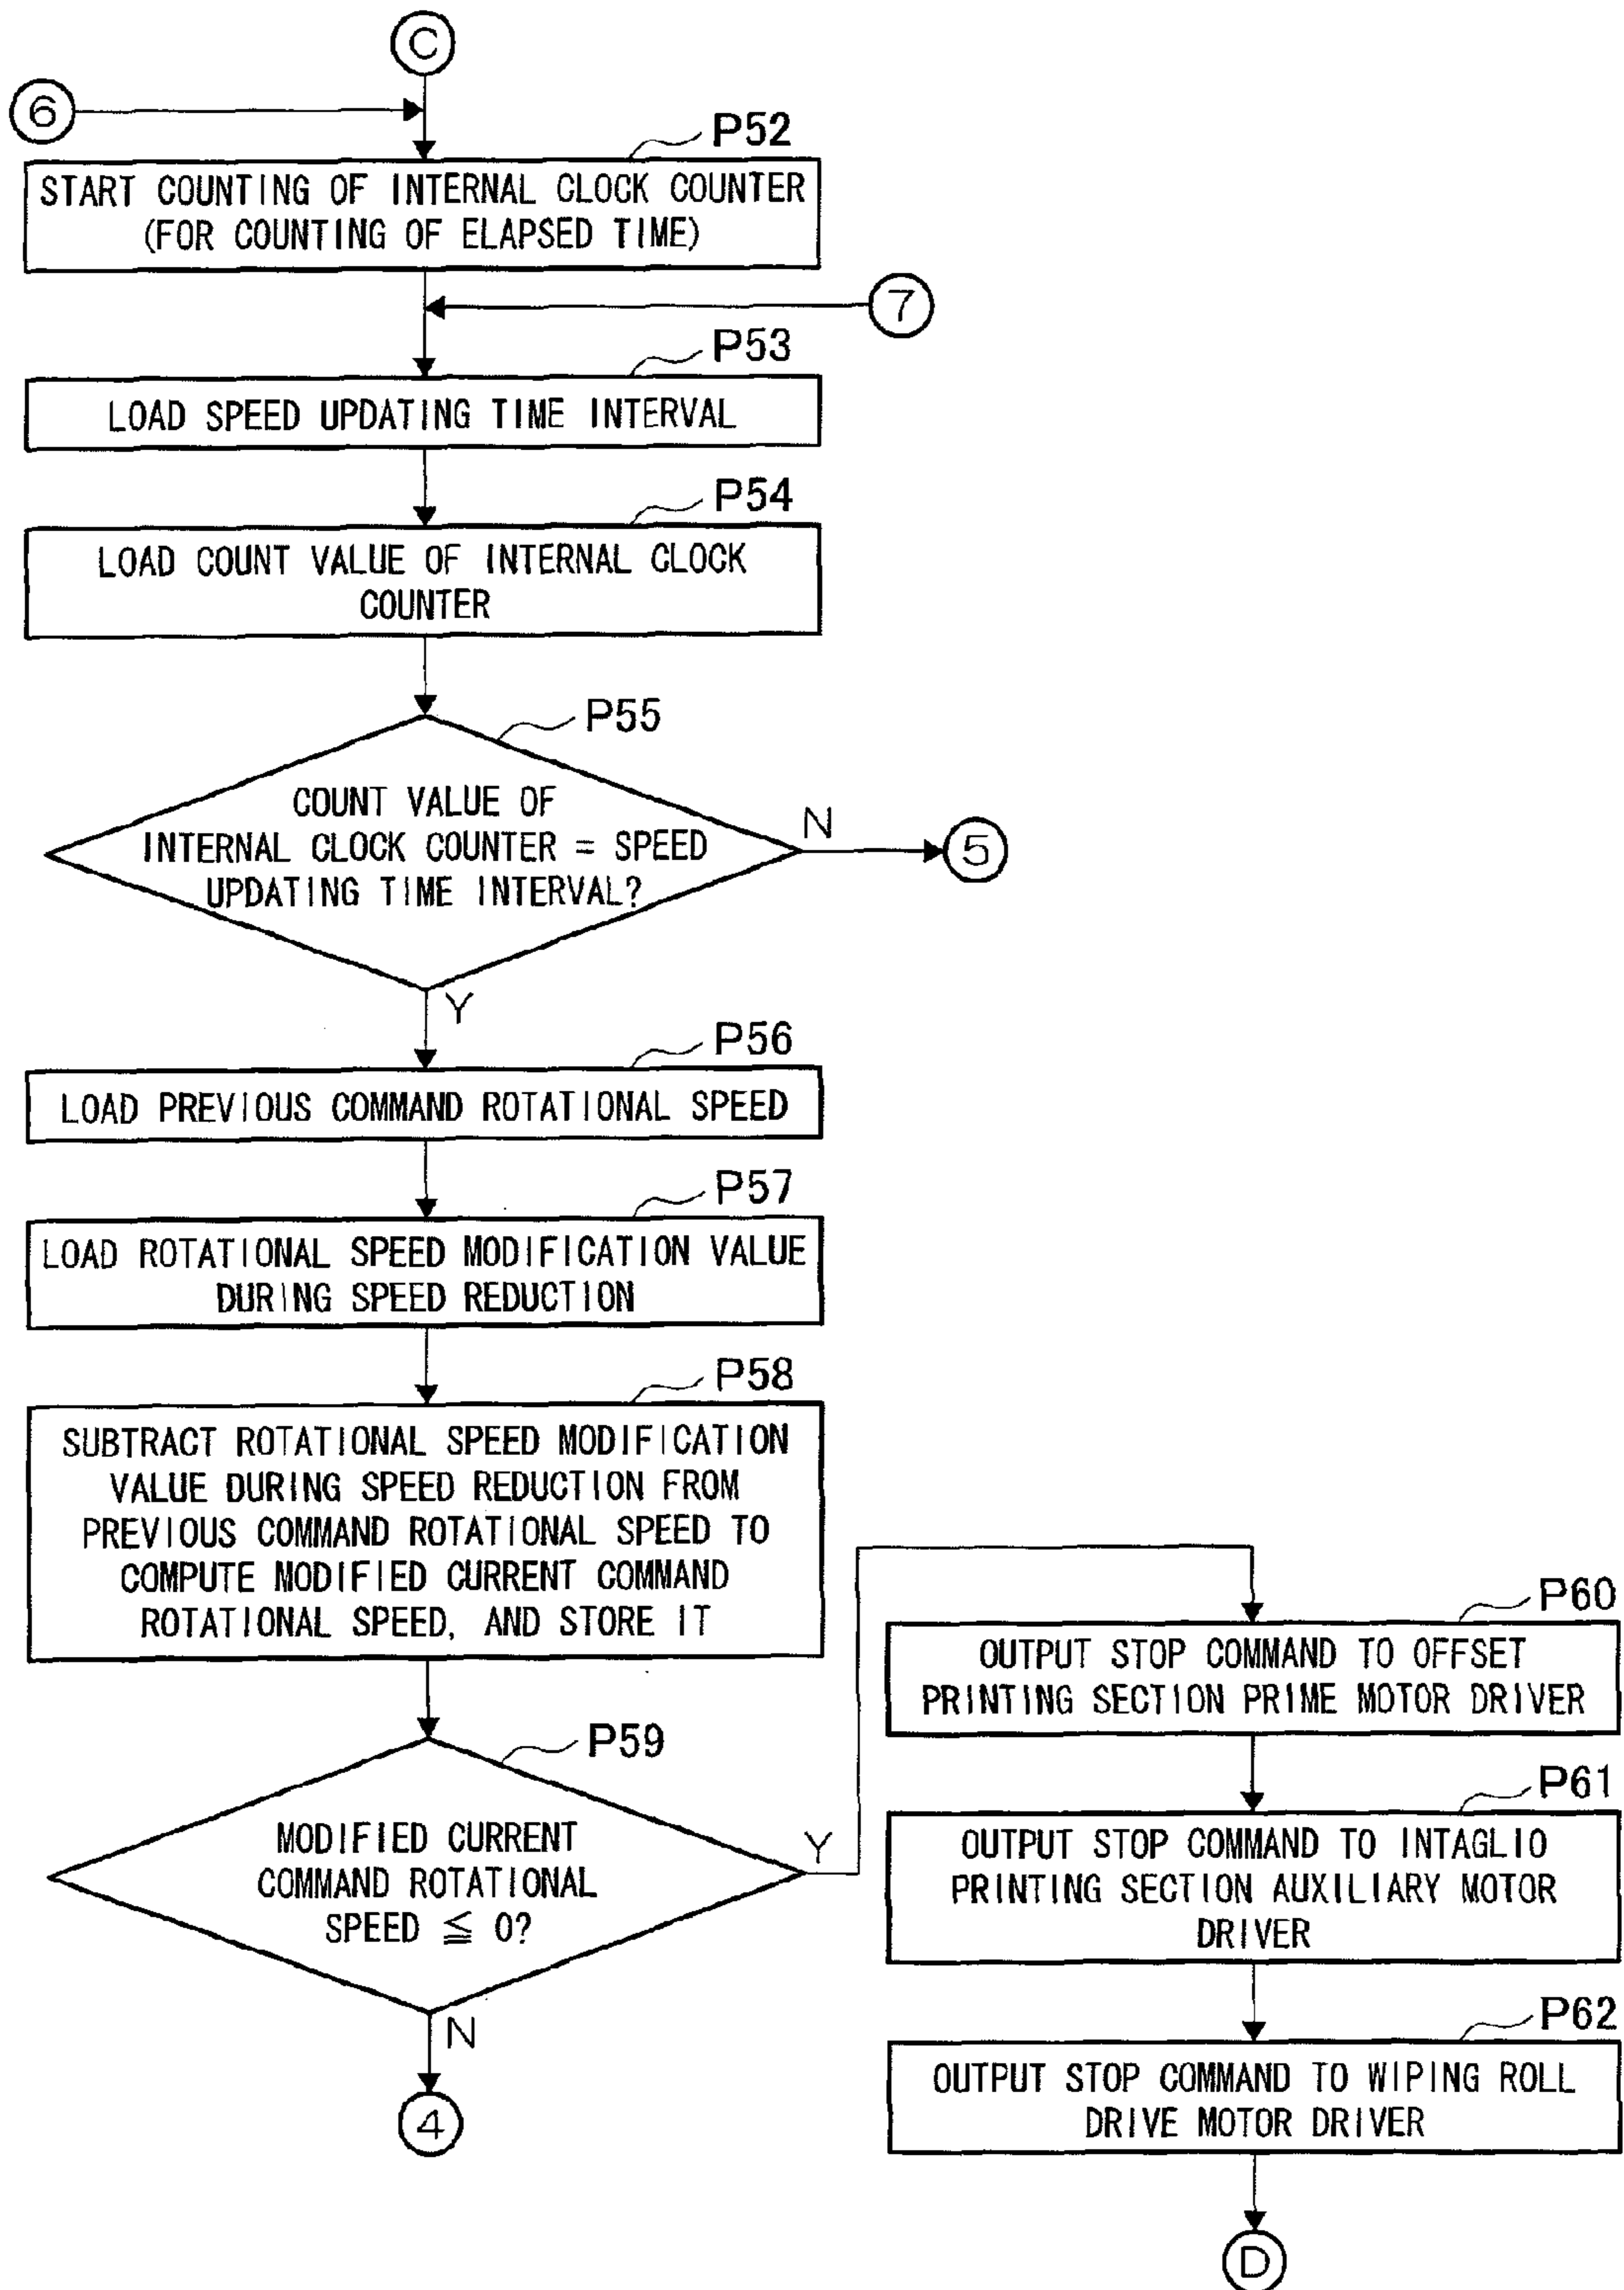 C
6
P52
START COUNTING OF INTERNAL CLOCK COUNTER
(FOR COUNTING OF ELAPSED TIME)
7
P53
LOAD SPEED UPDATING TIME INTERVAL
P54
LOAD COUNT VALUE OF INTERNAL CLOCK
COUNTER
P55
COUNT VALUE OF
INTERNAL CLOCK COUNTER = SPEED
UPDATING TIME INTERVAL?
N
5
Y
P56
LOAD PREVIOUS COMMAND ROTATIONAL SPEED
P57
LOAD ROTATIONAL SPEED MODIFICATION VALUE
DURING SPEED REDUCTION
P58
SUBTRACT ROTATIONAL SPEED MODIFICATION
VALUE DURING SPEED REDUCTION FROM
PREVIOUS COMMAND ROTATIONAL SPEED TO
COMPUTE MODIFIED CURRENT COMMAND
ROTATIONAL SPEED, AND STORE IT
P59
MODIFIED CURRENT
COMMAND ROTATIONAL
SPEED ≦ 0?
Y
N
4
P60
OUTPUT STOP COMMAND TO OFFSET
PRINTING SECTION PRIME MOTOR DRIVER
P61
OUTPUT STOP COMMAND TO INTAGLIO
PRINTING SECTION AUXILIARY MOTOR
DRIVER
P62
OUTPUT STOP COMMAND TO WIPING ROLL
DRIVE MOTOR DRIVER
D